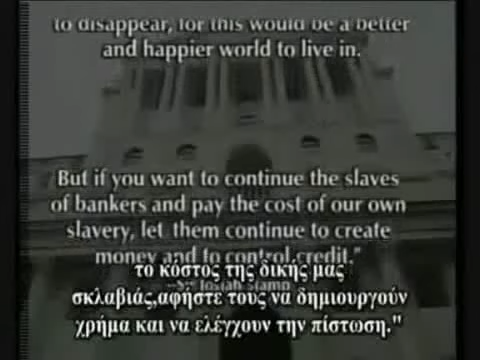 to disappear, for this would be a better
and happier world to live in.
But if you want to continue the slaves
of bankers and pay the cost of our own
slavery, let them continue to create
money and to control credit."
--Sir Josiah Stamp
το κόστος της δικής μας
σκλαβιάς,αφήστε τους να δημιουργούν
χρήμα και να ελέγχουν την πίστωση."